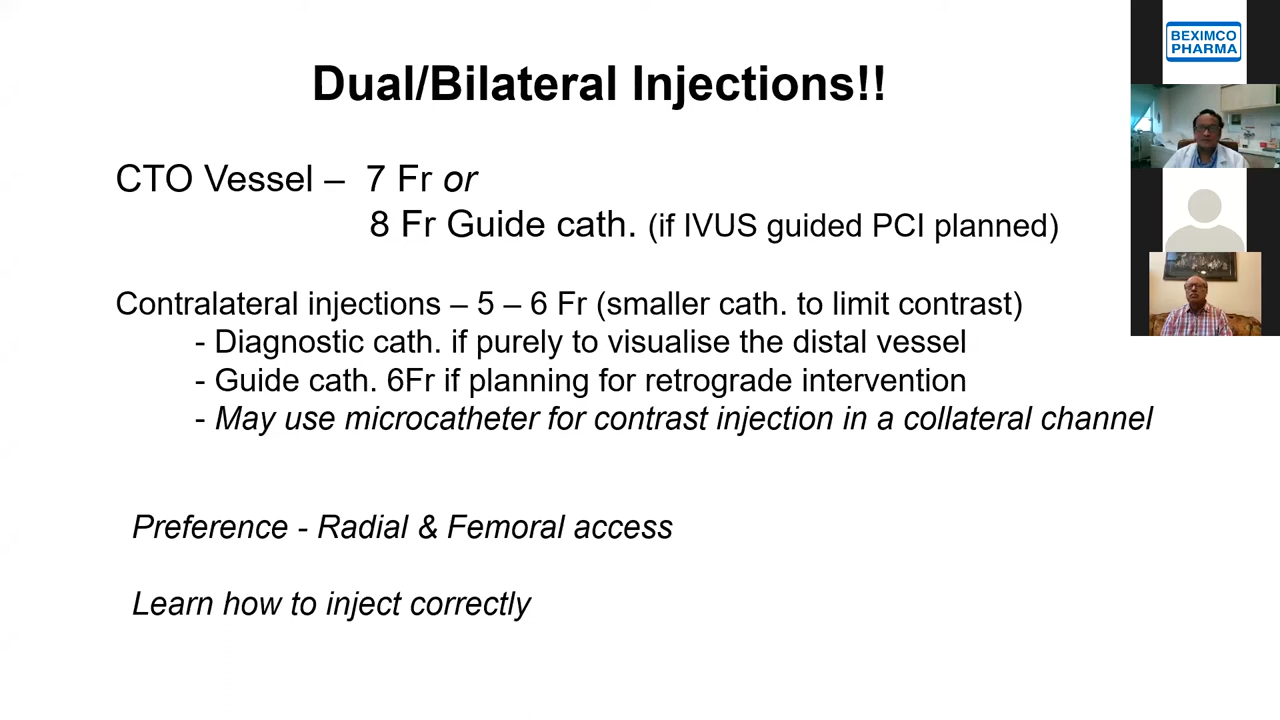 Dual/Bilateral Injections!!
CTO Vessel – 7 Fr or
8 Fr Guide cath. (if IVUS guided PCI planned)
Contralateral injections – 5 – 6 Fr (smaller cath. to limit contrast)
- Diagnostic cath. if purely to visualise the distal vessel
- Guide cath. 6Fr if planning for retrograde intervention
- May use microcatheter for contrast injection in a collateral channel
Preference - Radial & Femoral access
Learn how to inject correctly
BEXIMCO
PHARMA